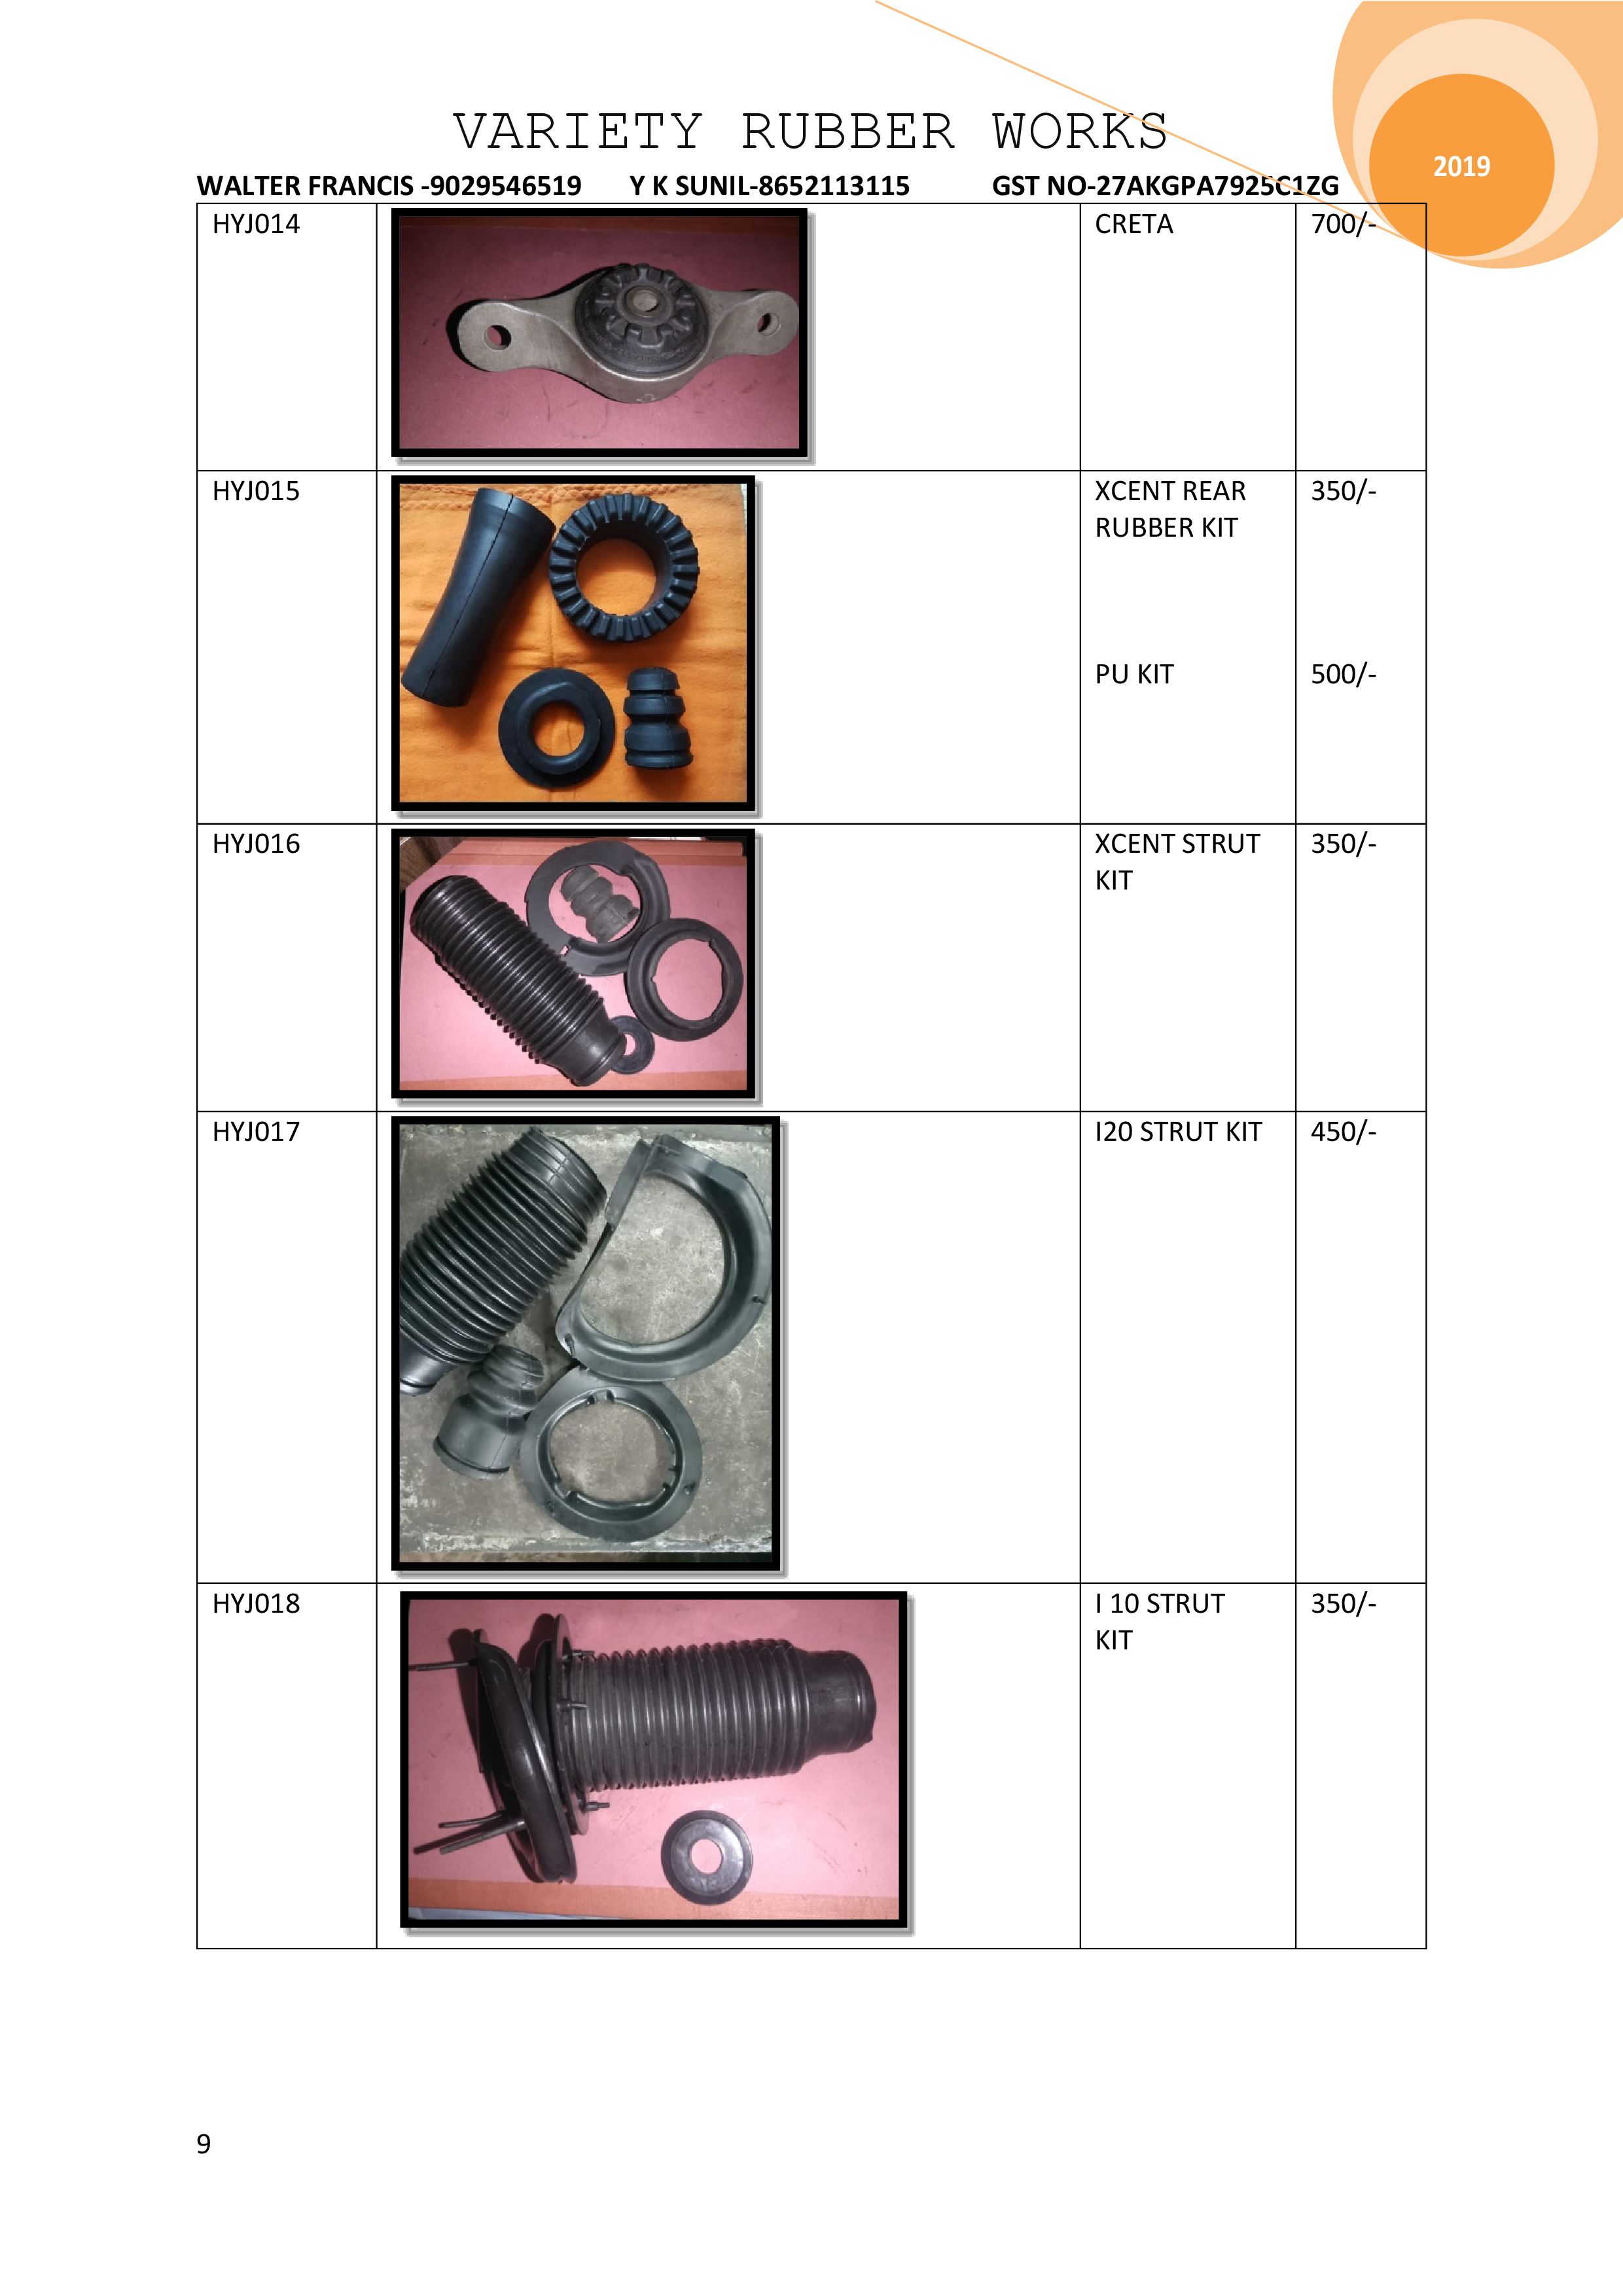 VARIETY RUBBER WORKS
2019
WALTER FRANCIS -9029546519 Y K SUNIL-8652113115 GST NO-27AKGPA7925C1ZG
HYJ014 CRETA 700/-
HYJ015 XCENT REAR 350/-
RUBBER KIT
PU KIT 500/-
HYJ016 XCENT STRUT 350/-
KIT
HYJ017 I20 STRUT KIT 450/-
HYJ018 I 10 STRUT 350/-
KIT
9